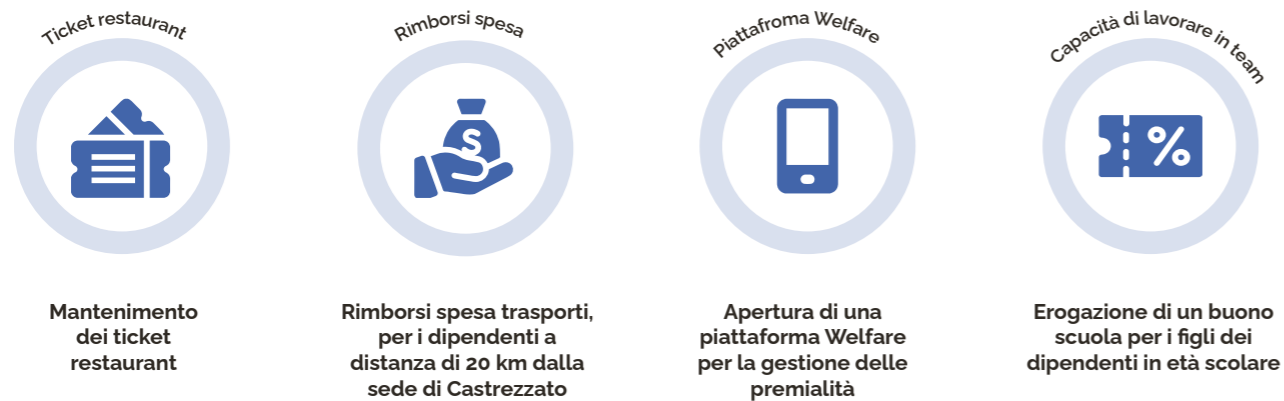 Ticket restaurant
Mantenimento
dei ticket
restaurant
Rimborsi spesa
Rimborsi spesa trasporti,
per i dipendenti a
distanza di 20 km dalla
sede di Castrezzato
Piattafroma Welfare
Apertura di una
piattaforma Welfare
per la gestione delle
premialità
Capacità di lavorare in team
Erogazione di un buono
scuola per i figli dei
dipendenti in età scolare